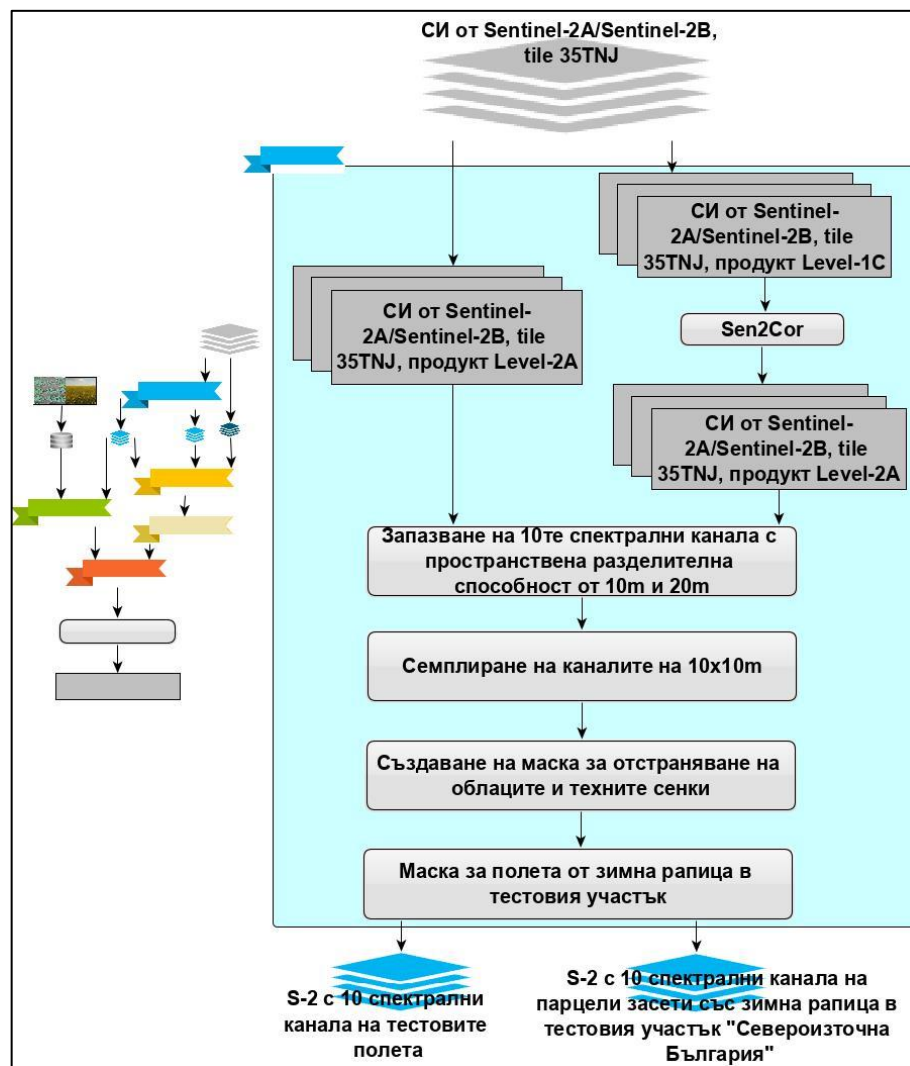 СИ от Sentinel-2A/Sentinel-2B,
tile 35TNJ
СИ от Sentinel-
2A/Sentinel-2B, tile
35TNJ, продукт Level-1C
СИ от Sentinel-
2A/Sentinel-2B, tile
35TNJ, продукт Level-2A
Sen2Cor
СИ от Sentinel-
2A/Sentinel-2B, tile
35TNJ, продукт Level-2A
Запазване на 10те спектрални канала с
пространствена разделителна
способност от 10m и 20m
Семплиране на каналите на 10x10m
Създаване на маска за отстраняване на
облаците и техните сенки
Маска за полета от зимна рапица в
тестовия участък
S-2 с 10 спектрални
канала на тестовите
полета
S-2 с 10 спектрални канала на
парцели засети със зимна рапица в
тестовия участък "Североизточна
България"